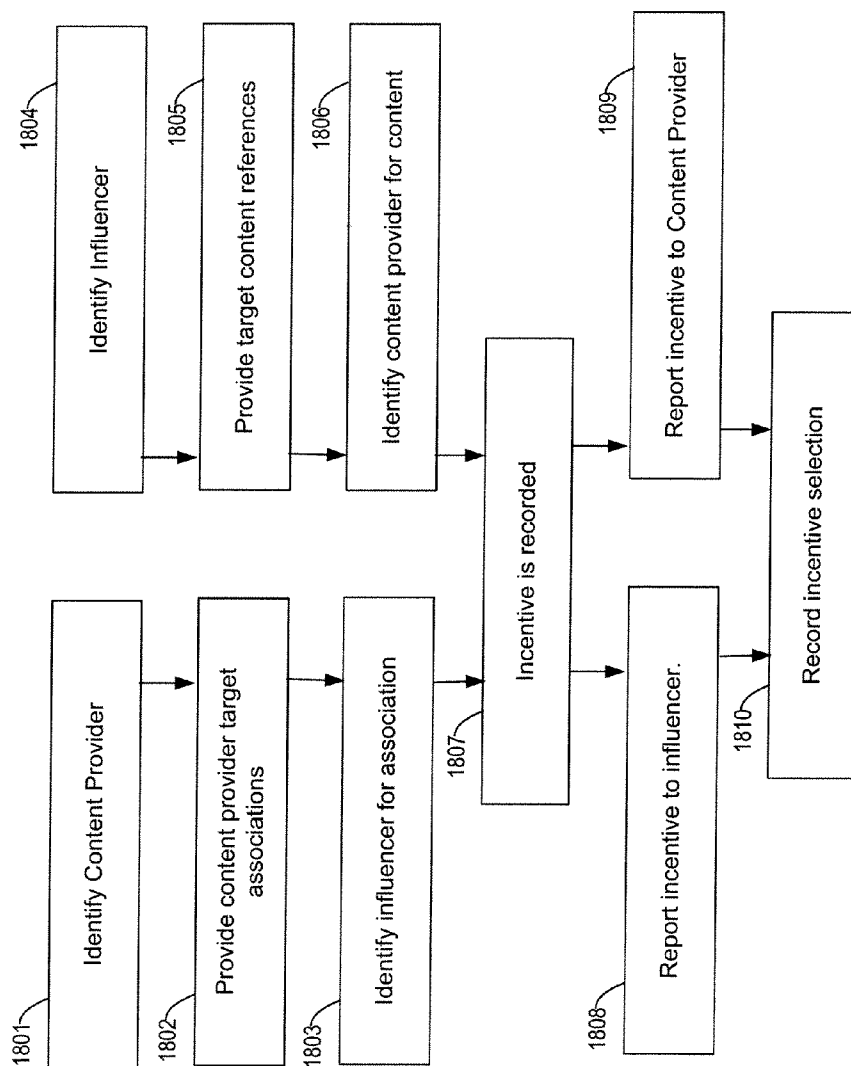 1801
Identify Content Provider
1802
Provide content provider target
associations
1803
Identify influencer for association
1804
Identify Influencer
1805
Provide target content references
1806
Identify content provider for content
1807
Incentive is recorded
1808
Report incentive to influencer.
1809
Report incentive to Content Provider
1810
Record incentive selection